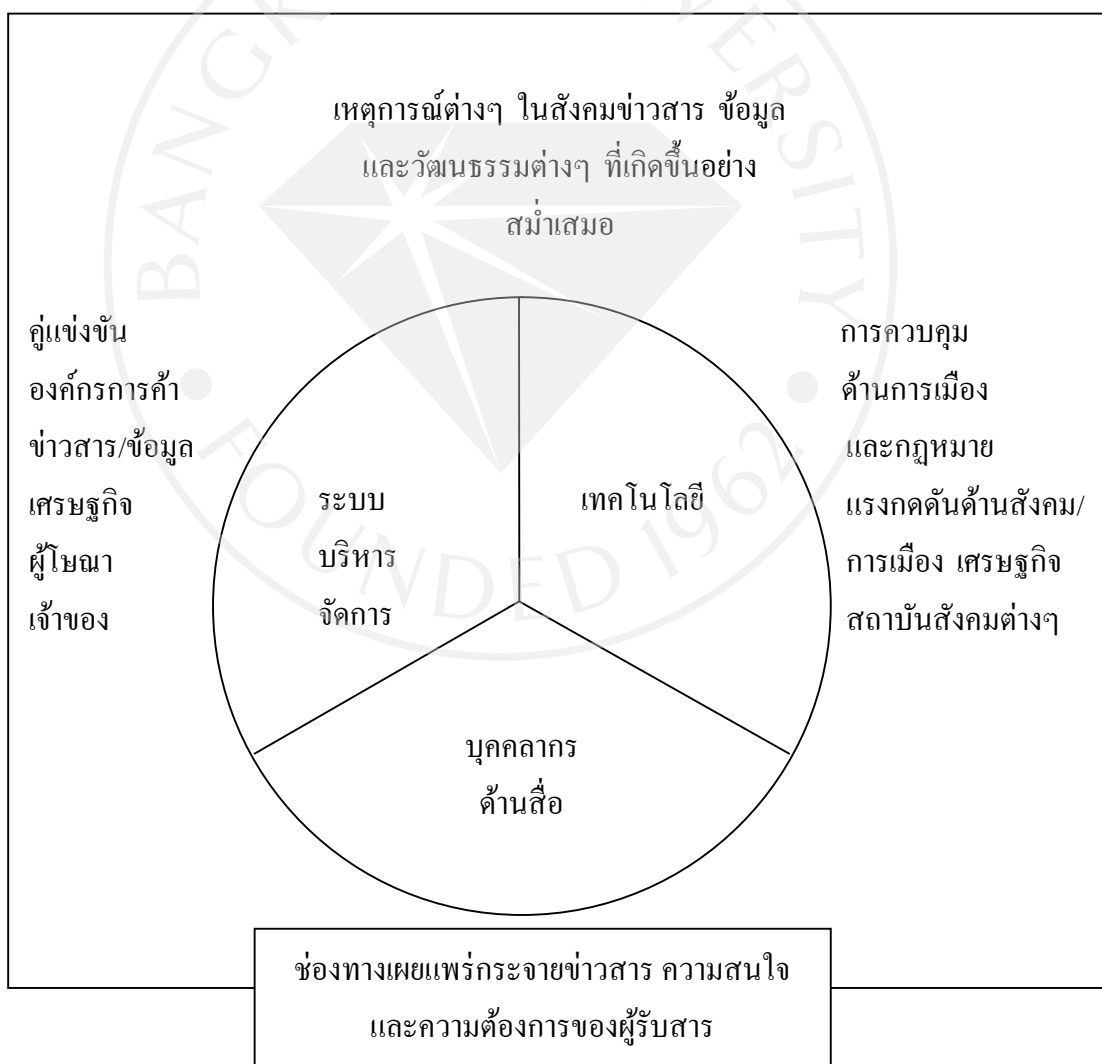 เหตุการณ์ต่างๆ ในสังคมข่าวสาร ข้อมูล
และวัฒนธรรมต่างๆ ที่เกิดขึ้นอย่าง
สม่ำเสมอ
คู่แข่งขัน
องค์กรการค้า
ข่าวสาร/ข้อมูล
เศรษฐกิจ
ผู้โษณา
เจ้าของ
ระบบ
บริหาร
จัดการ
เทคโนโลยี
การควบคุม
ด้านการเมือง
และกฎหมาย
แรงกดดันด้านสังคม/
การเมือง เศรษฐกิจ
สถาบันสังคมต่างๆ
บุคคลากร
ด้านสื่อ
ช่องทางเผยแพร่กระจายข่าวสาร ความสนใจ
และความต้องการของผู้รับสาร
BANGK
VERSITY
FOUNDED 1962